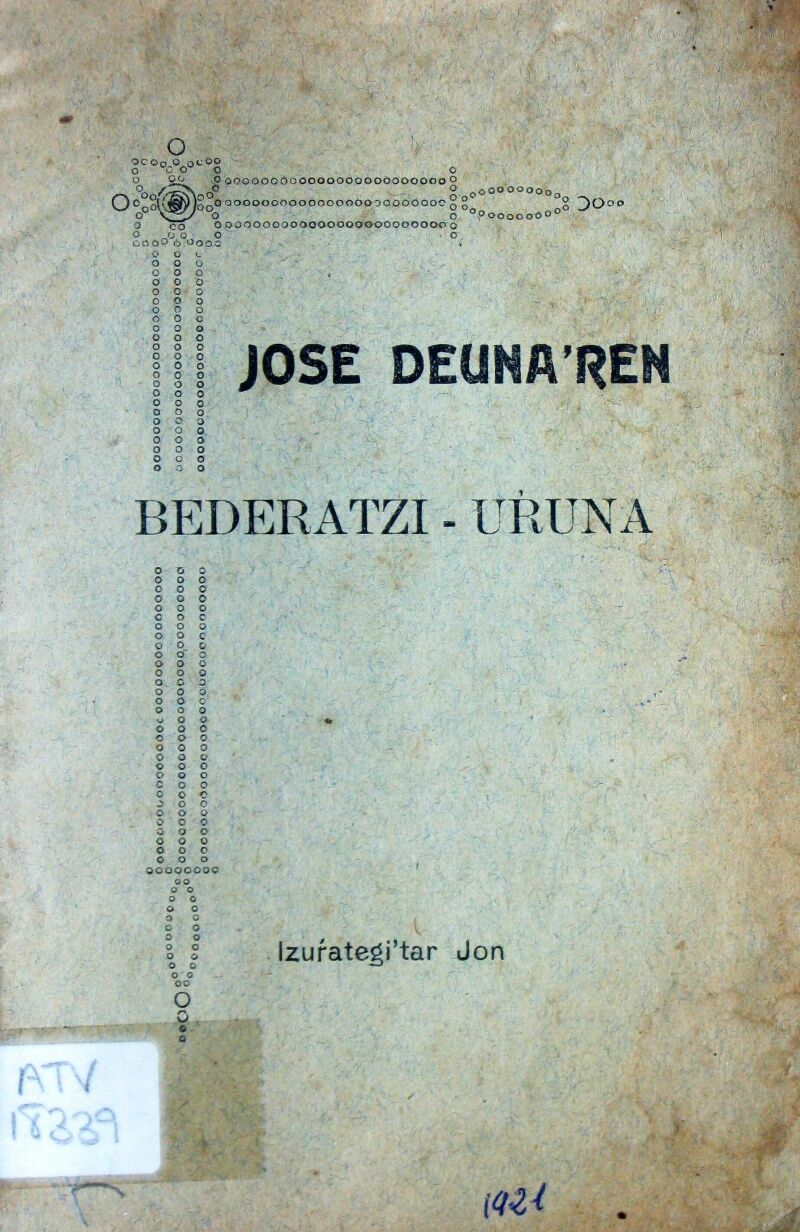 JOSE DEUNA'REN
BEDERATZI - UŔUNA
Izuŕategi'tar Jon
ATV
18339
1921